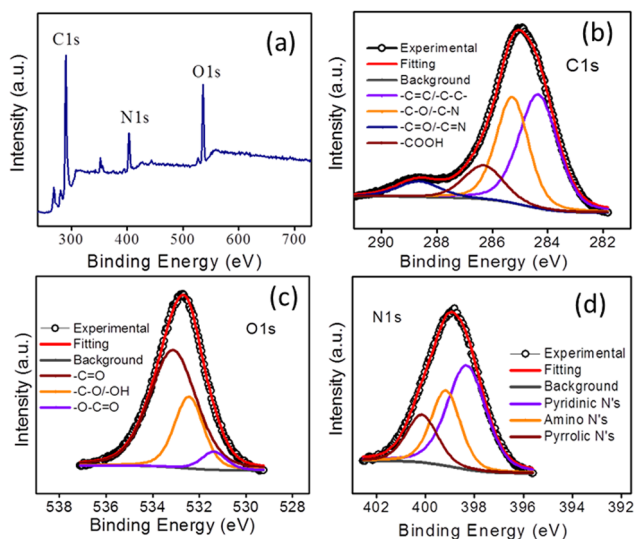 (a)
C1s
O1s
N1s
Intensity (a.u.)
300 400 500 600 700
Binding Energy (eV)
(b)
Experimental
Fitting
Background
-C=C/-C-C-
-C-O/-C-N
-C=O/-C=N
-COOH
C1s
Intensity (a.u.)
290 288 286 284 282
Binding Energy (eV)
(c)
Experimental
Fitting
Background
-C=O
-C-O/-OH
-O-C=O
O1s
Intensity (a.u.)
538 536 534 532 530 528
Binding Energy (eV)
(d)
N1s
Experimental
Fitting
Background
Pyridinic N's
Amino N's
Pyrrolic N's
Intensity (a.u.)
402 400 398 396 394 392
Binding Energy (eV)